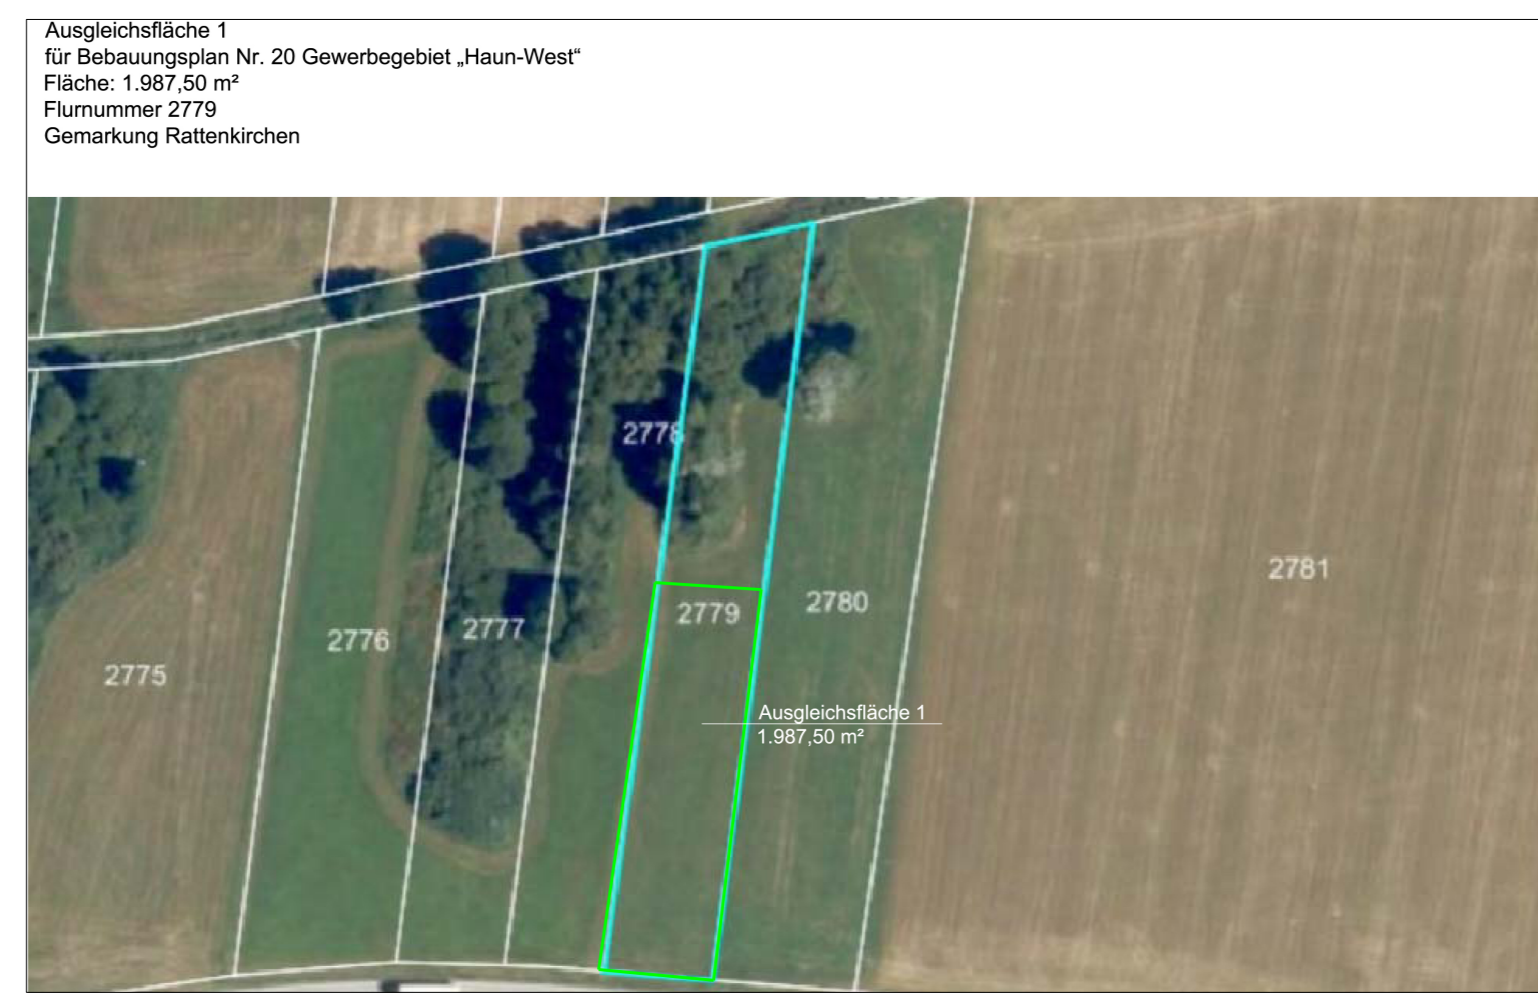 Ausgleichsfläche 1
für Bebauungsplan Nr. 20 Gewerbegebiet „Haun-West“
Fläche: 1.987,50 m²
Flurnummer 2779
Gemarkung Rattenkirchen
2778
2781
2780
2779
2777
2776
2775
Ausgleichsfläche 1
1.987,50 m²